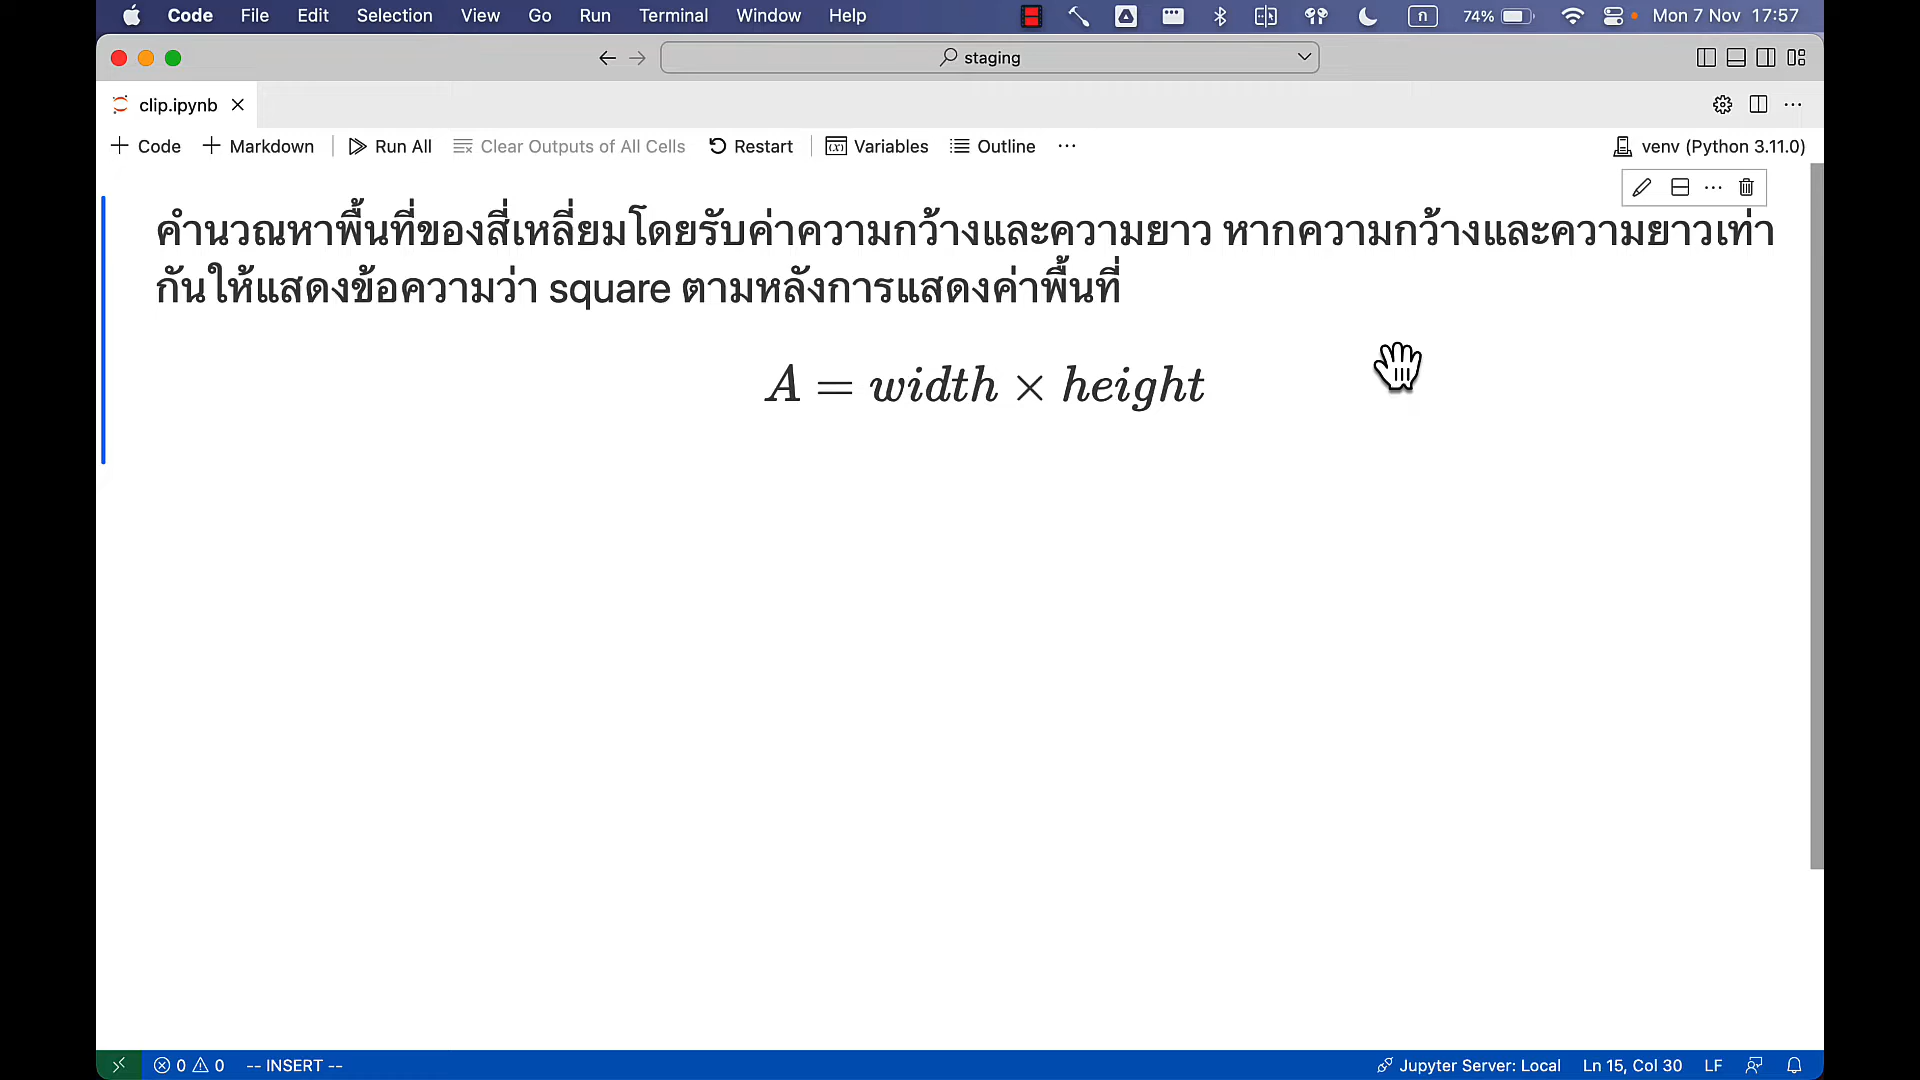 Code File Edit Selection View Go Run Terminal Window Help ก 74% Mon 7 Nov 17:57
staging
clip.ipynb
Code Markdown Run All Clear Outputs of All Cells Restart Variables Outline venv (Python 3.11.0)
คำนวณหาพื้นที่ของสี่เหลี่ยมโดยรับค่าความกว้างและความยาว หากความกว้างและความยาวเท่า
กันให้แสดงข้อความว่า square ตามหลังการแสดงค่าพื้นที่
A = width × height
0 0 -- INSERT -- Jupyter Server: Local Ln 15, Col 30 LF